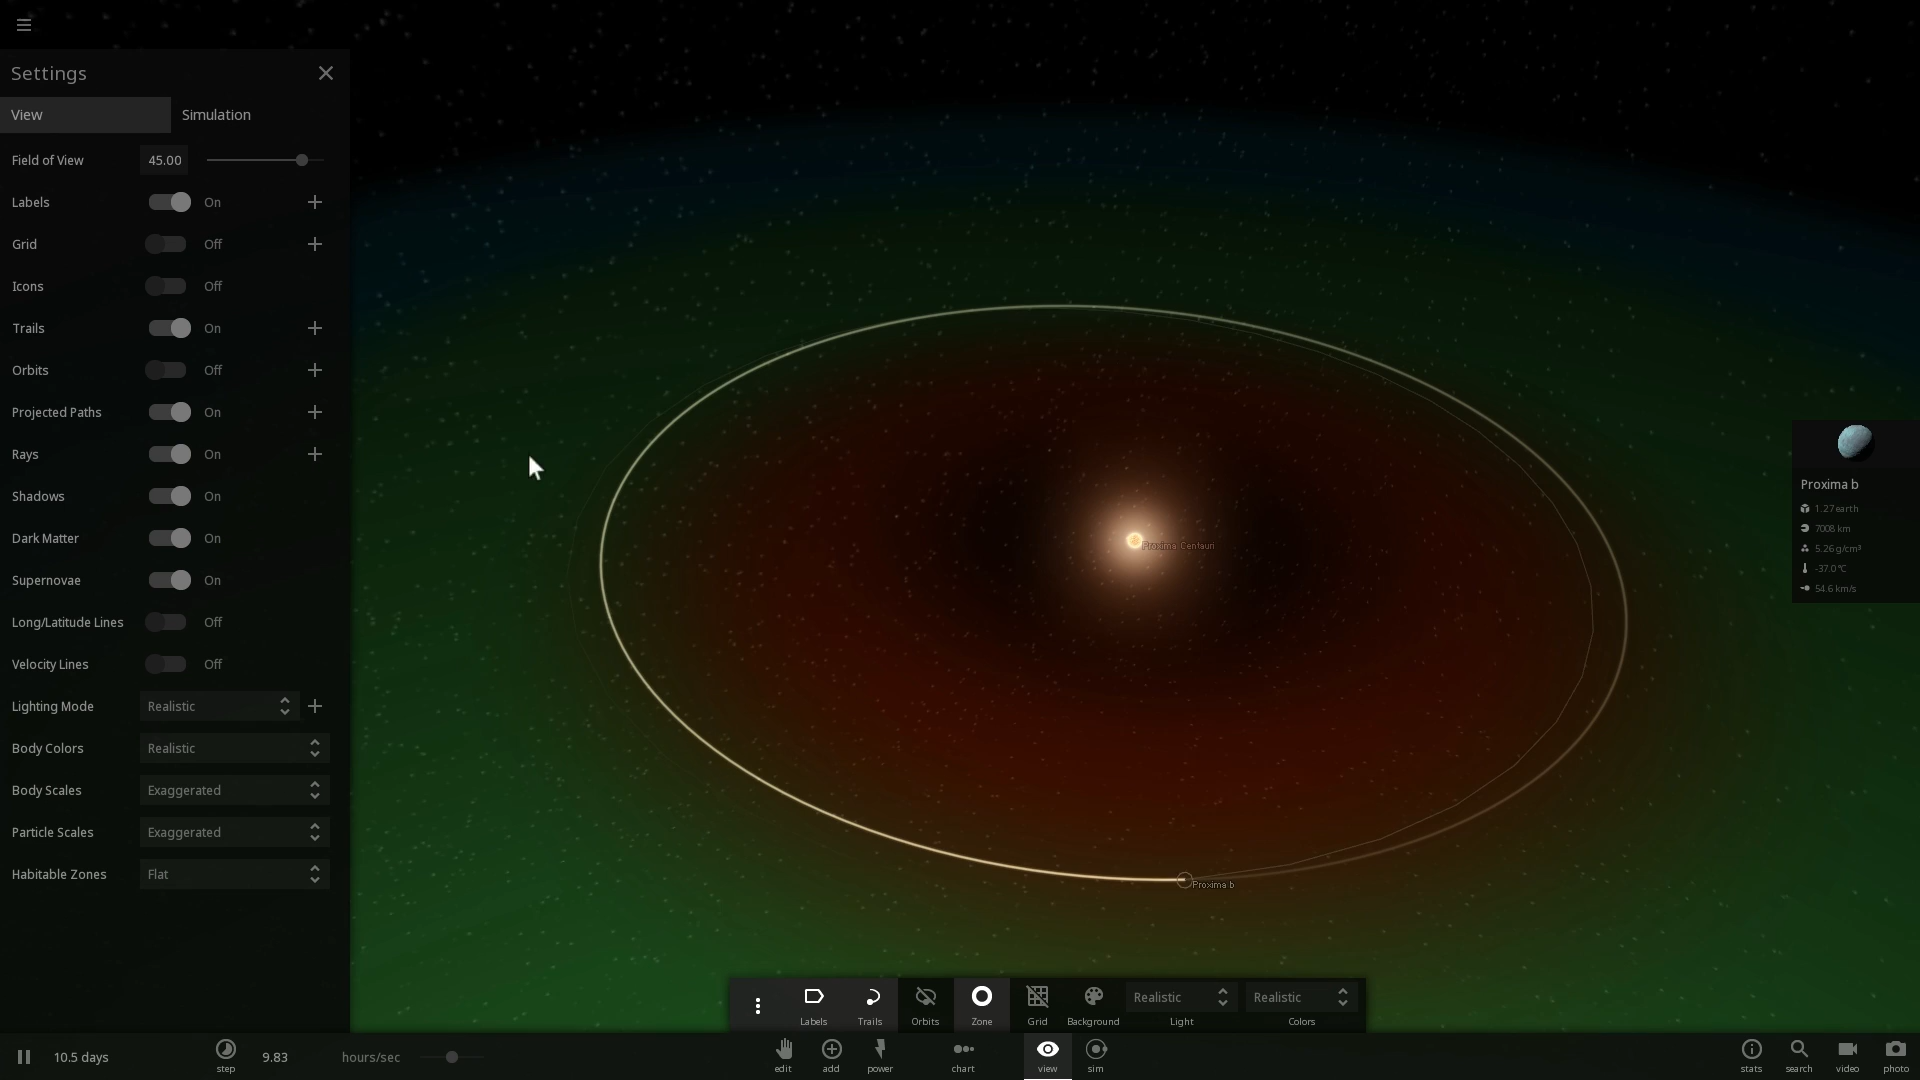 Settings
View
Simulation
Field of View 45.00
Labels On
Grid Off
Icons Off
Trails On
Orbits Off
Projected Paths On
Rays On
Shadows On
Dark Matter On
Supernovae On
Long/Latitude Lines Off
Velocity Lines Off
Lighting Mode Realistic
Body Colors Realistic
Body Scales Exaggerated
Particle Scales Exaggerated
Habitable Zones Flat
Proxima Centauri
Proxima b
Proxima b
1.27 earth
7008 km
5.26 g/cm³
-37.0 °C
54.6 km/s
Labels
Trails
Orbits
Zone
Grid
Background
Realistic
Light
Realistic
Colors
10.5 days
step
9.83
hours/sec
edit
add
power
chart
view
sim
stats
search
video
photo